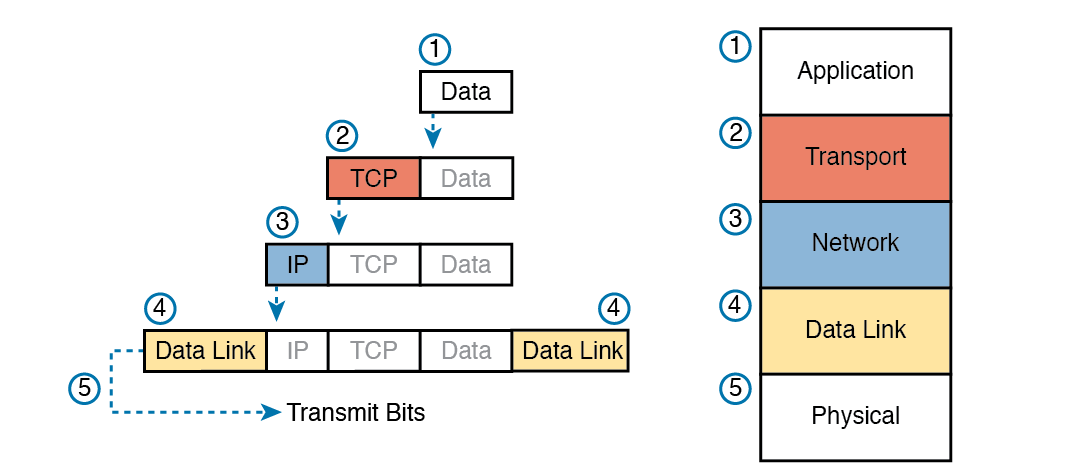 1
Data
2
TCP Data
3
IP TCP Data
4 4
Data Link IP TCP Data Data Link
5
Transmit Bits
1
Application
2
Transport
3
Network
4
Data Link
5
Physical